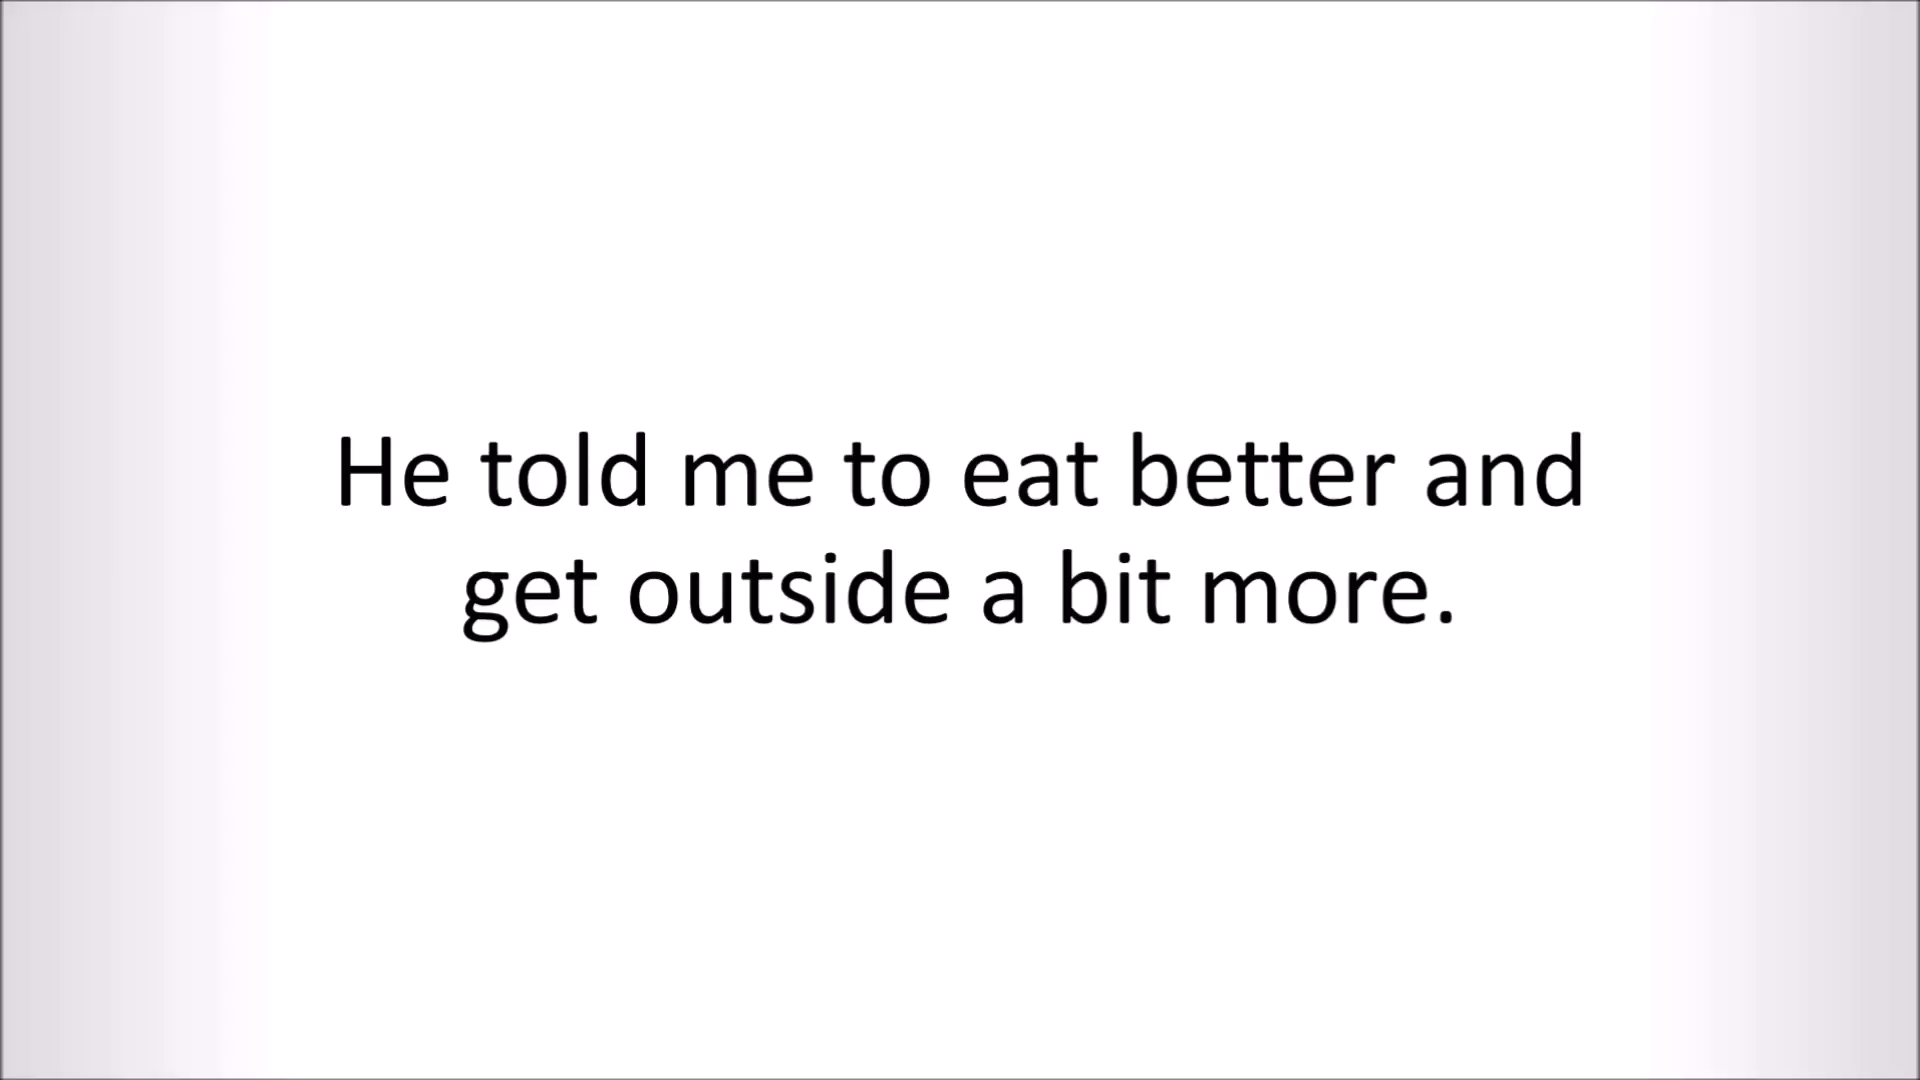 He told me to eat better and
get outside a bit more.